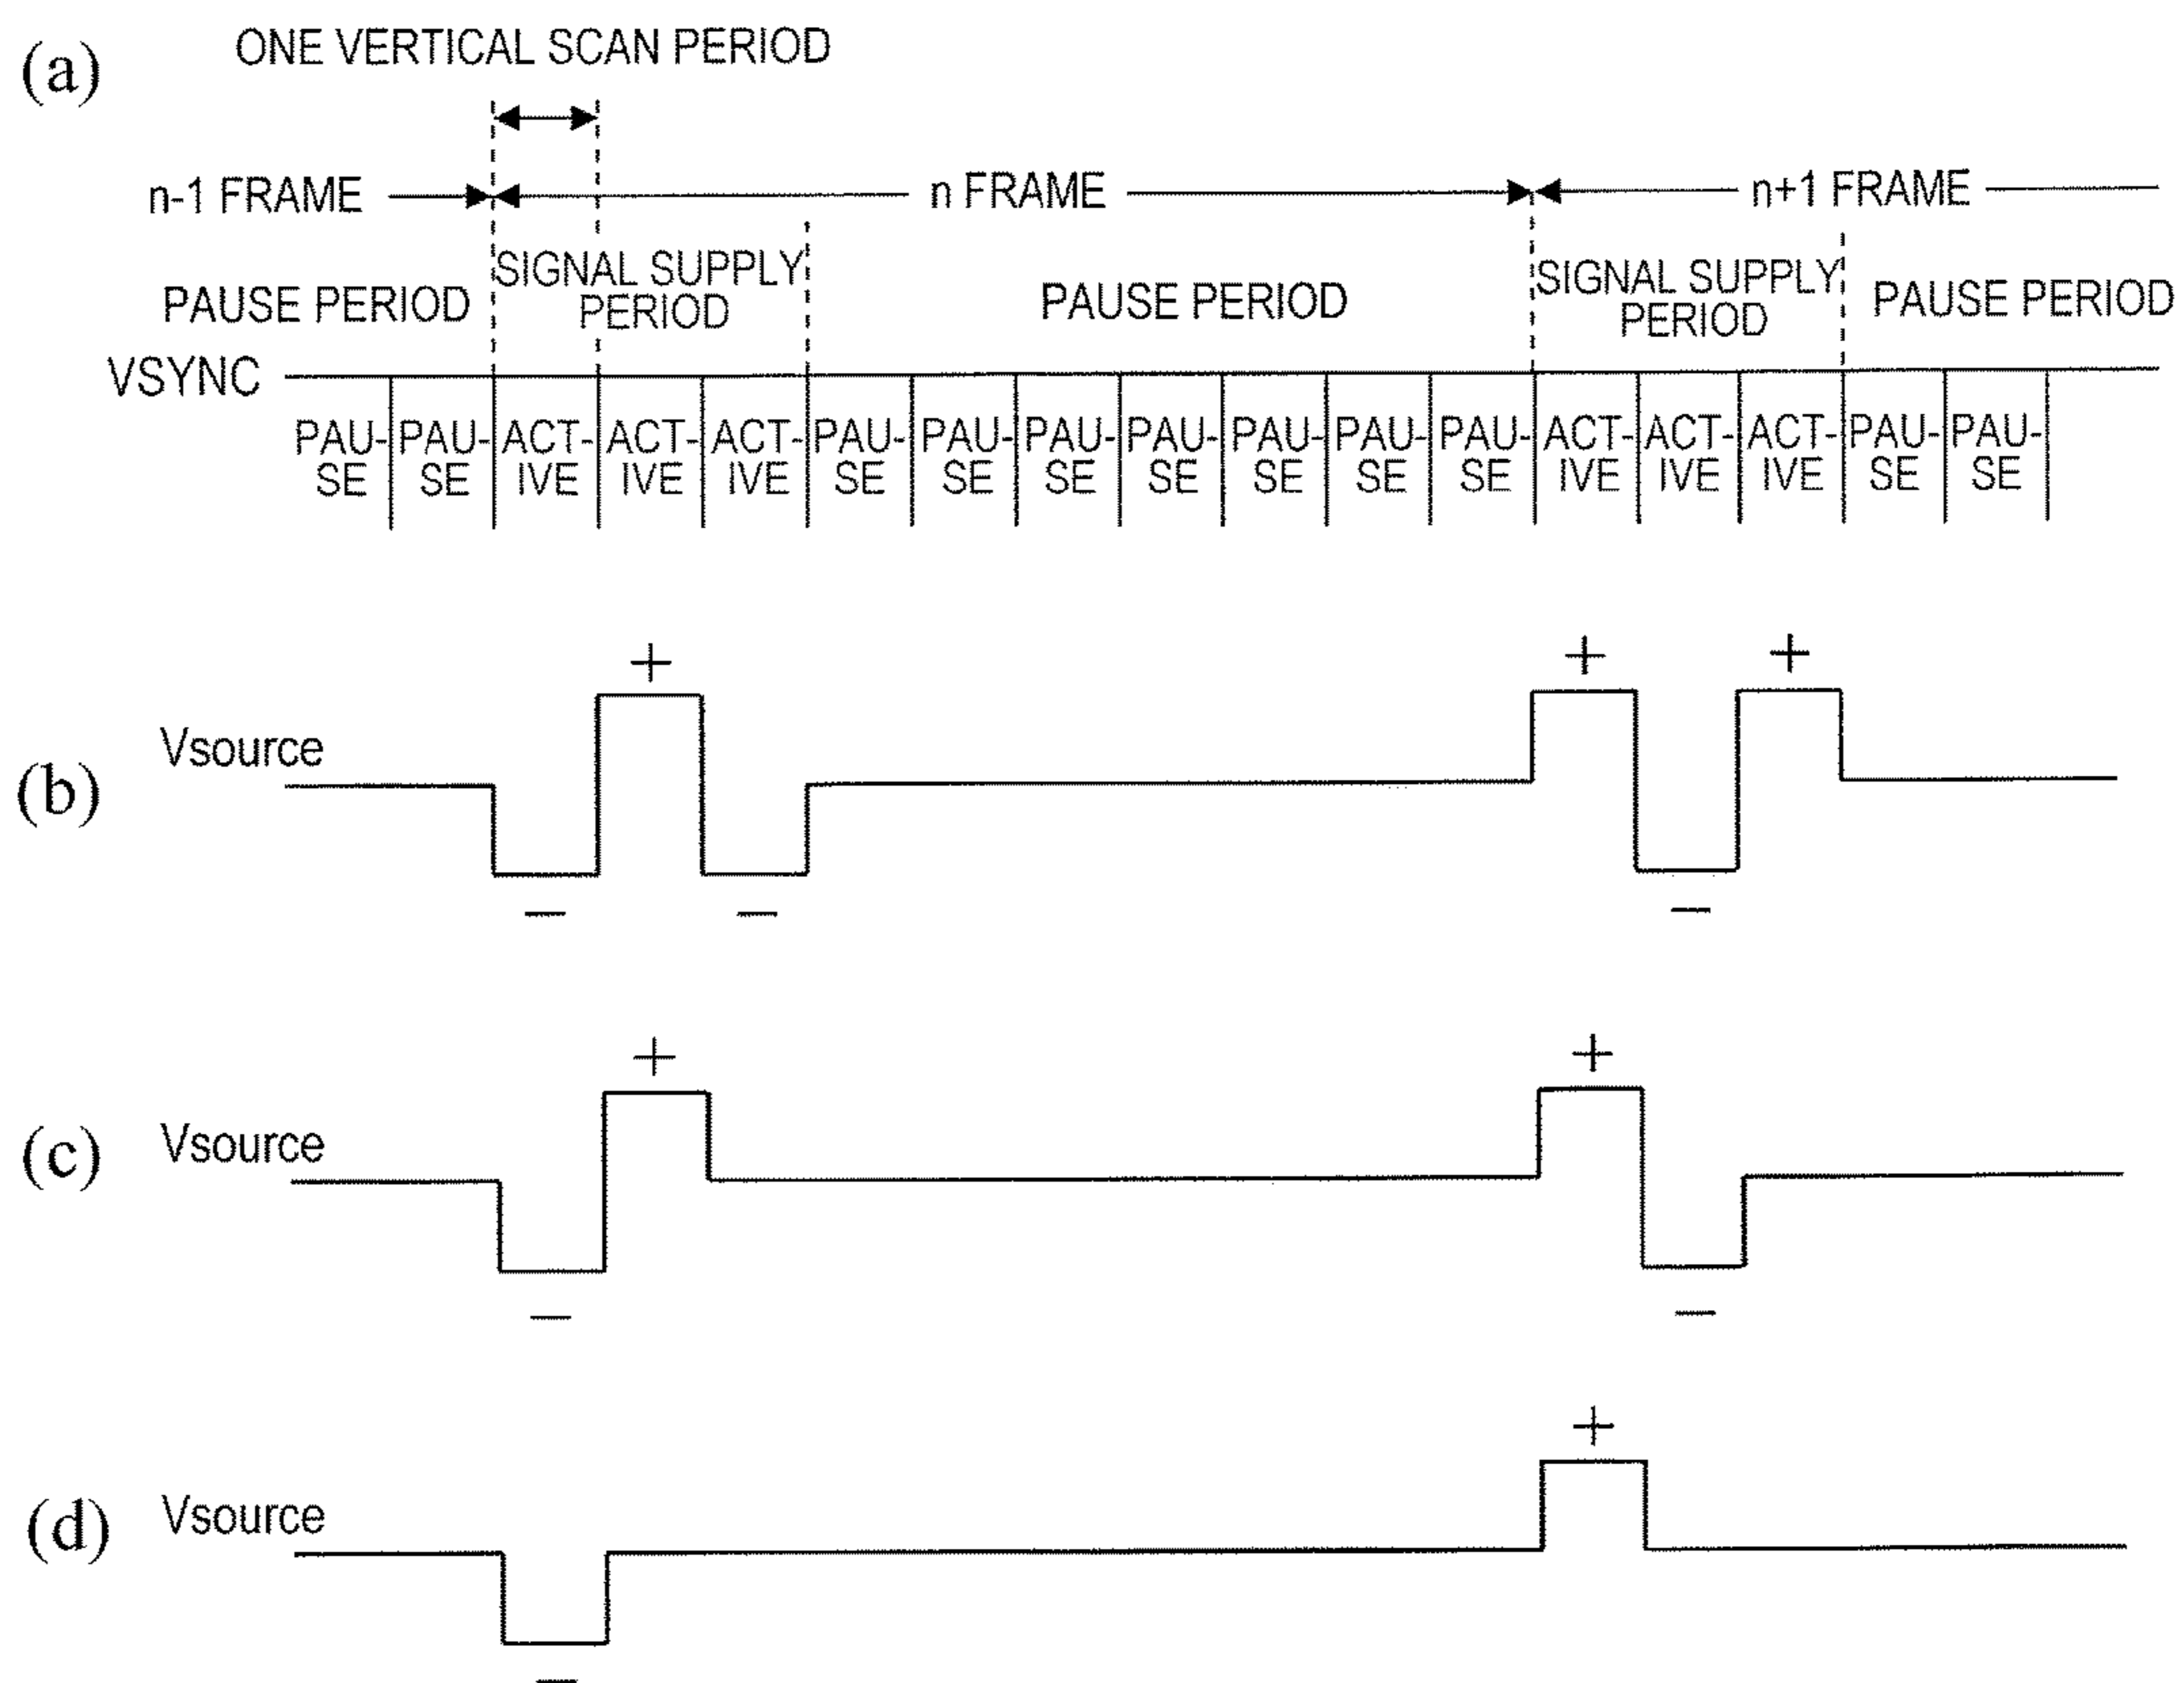 (a)
ONE VERTICAL SCAN PERIOD
n-1 FRAME
n FRAME
n+1 FRAME
PAUSE PERIOD
SIGNAL SUPPLY
PERIOD
PAUSE PERIOD
SIGNAL SUPPLY
PERIOD
PAUSE PERIOD
VSYNC
PAU- PAU- ACT- ACT- ACT- PAU- PAU- PAU- PAU- PAU- PAU- PAU- ACT- ACT- ACT- PAU- PAU-
SE SE IVE IVE IVE SE SE SE SE SE SE SE IVE IVE IVE SE SE
+ + +
(b) Vsource
− − −
+ +
(c) Vsource
− −
+
(d) Vsource
−